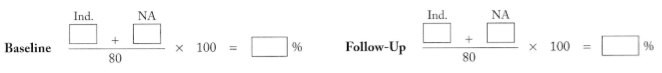 Ind. NA Ind. NA
Baseline + × 100 = % Follow-Up + × 100 = %
80 80